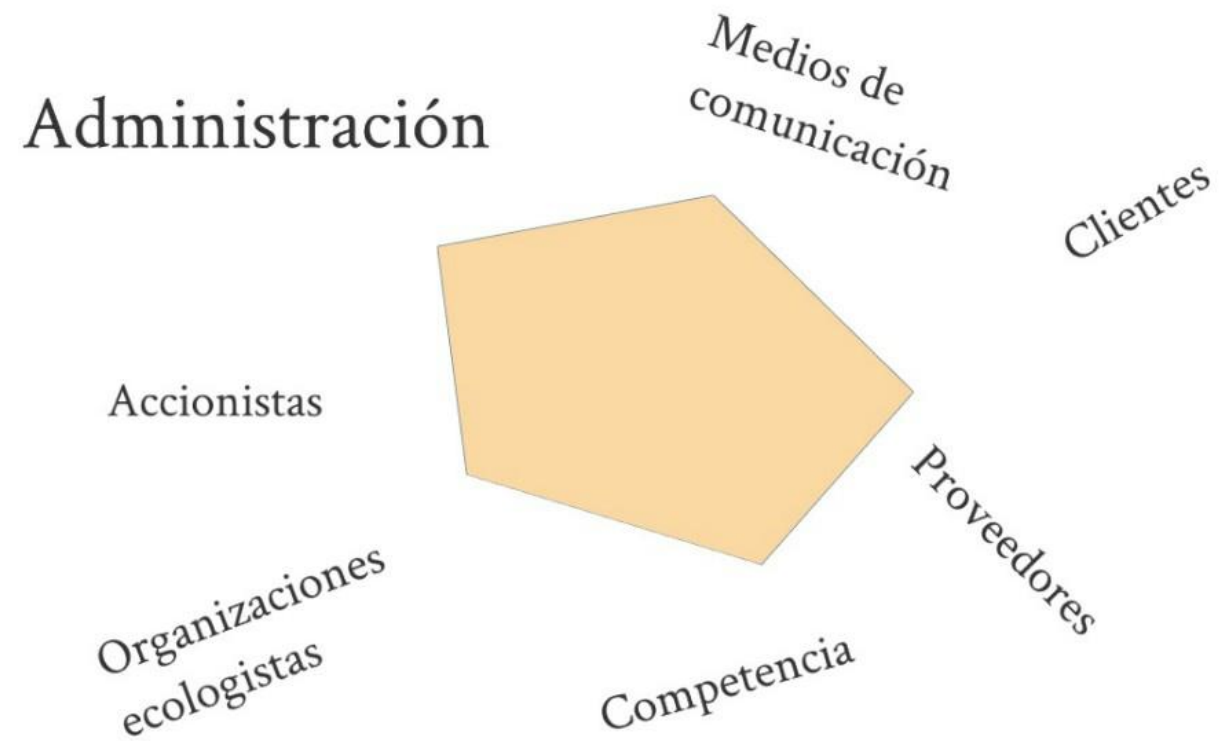 Administración
Medios de
comunicación
Clientes
Accionistas
Proveedores
Organizaciones
ecologistas
Competencia